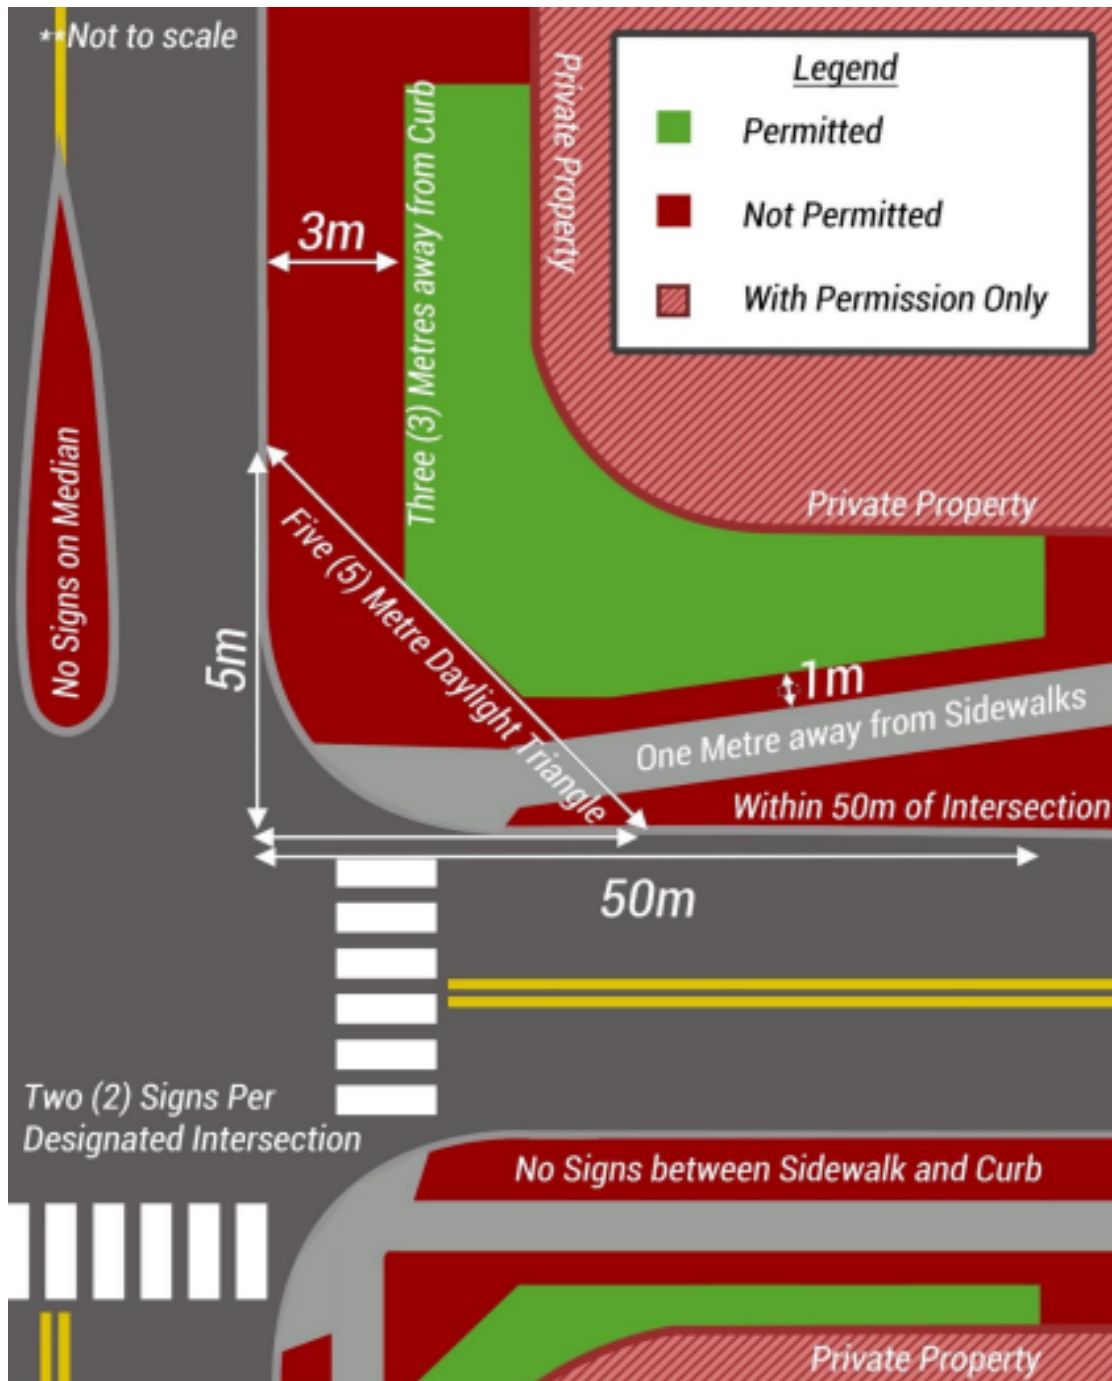 **Not to scale
Legend
Permitted
Not Permitted
With Permission Only
Private Property
Three (3) Metres away from Curb
3m
No Signs on Median
Private Property
Five (5) Metre Daylight Triangle
5m
1m
One Metre away from Sidewalks
Within 50m of Intersection
50m
Two (2) Signs Per
Designated Intersection
No Signs between Sidewalk and Curb
Private Property